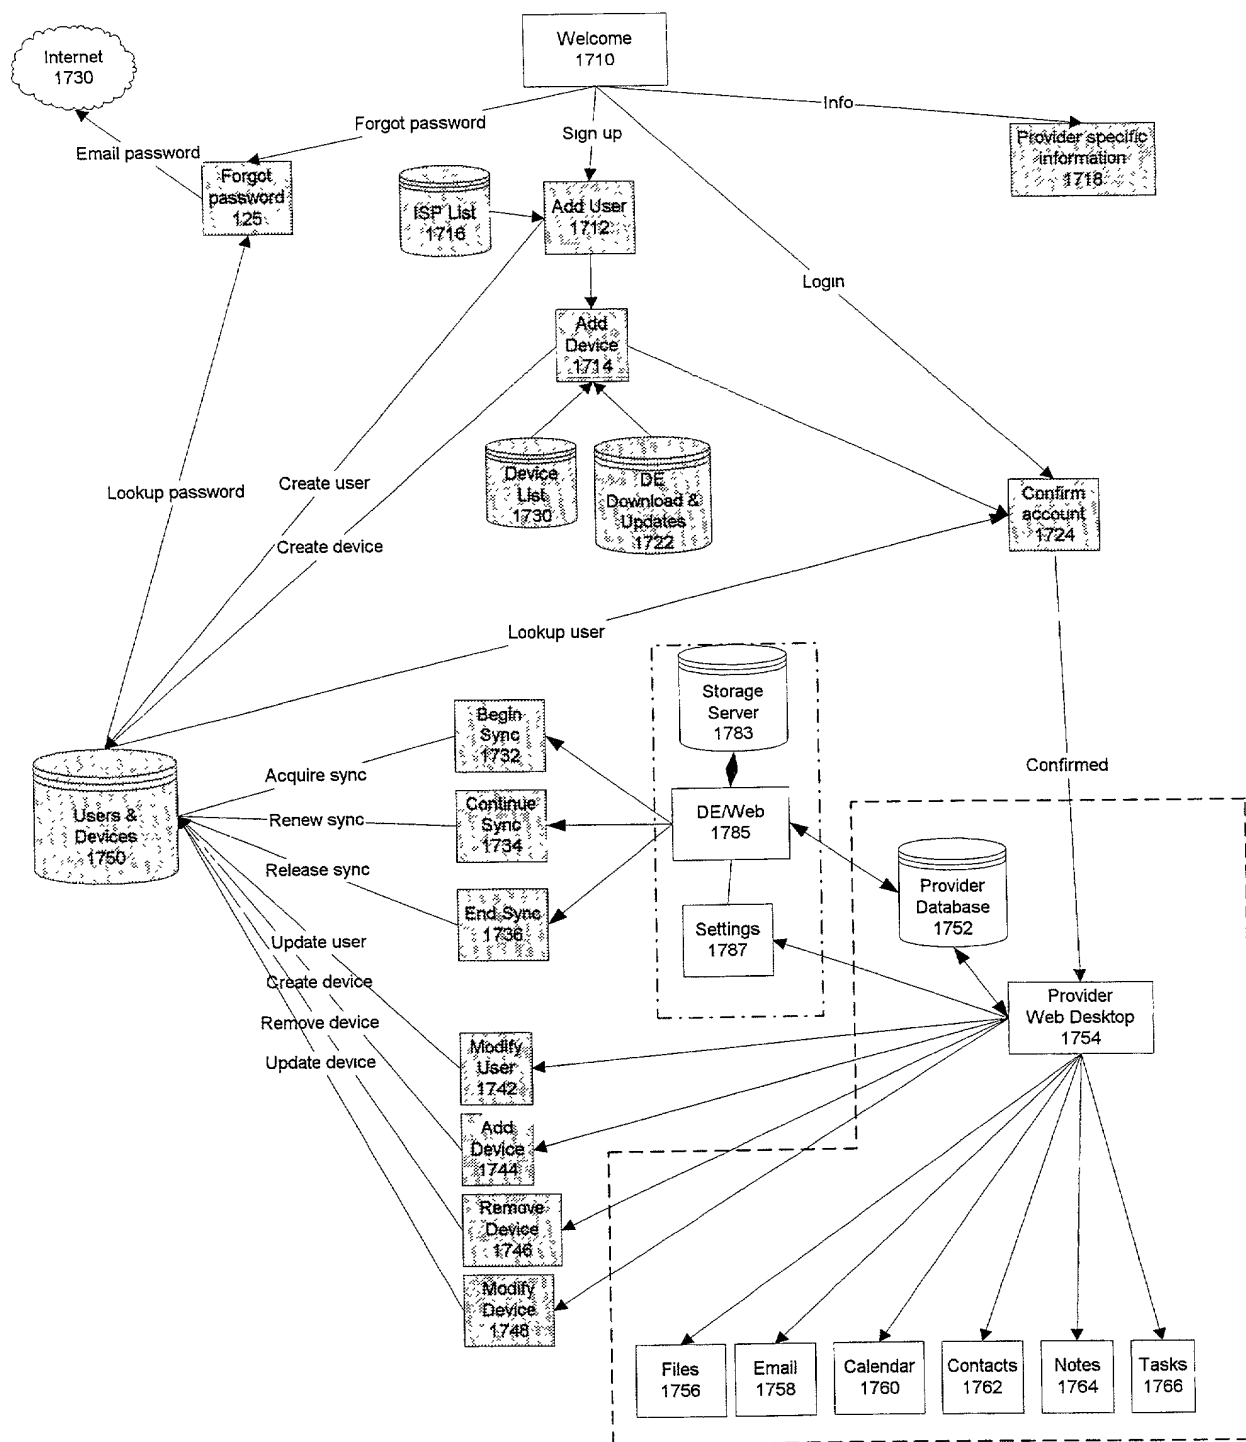 Welcome
1710
Internet
1730
Info
Forgot password
Sign up
Email password
Provider specific
information
1718
Forgot
password
125
ISP List
1716
Add User
1712
Login
Add
Device
1714
Device
List
1730
DE
Download &
Updates
1722
Lookup password
Create user
Create device
Confirm
account
1724
Lookup user
Storage
Server
1783
Begin
Sync
1732
Acquire sync
Confirmed
Users &
Devices
1750
Renew sync
Continue
Sync
1734
DE/Web
1785
Release sync
Provider
Database
1752
End Sync
1736
Settings
1787
Update user
Create device
Remove device
Update device
Provider
Web Desktop
1754
Modify
User
1742
Add
Device
1744
Remove
Device
1746
Modify
Device
1748
Files
1756
Email
1758
Calendar
1760
Contacts
1762
Notes
1764
Tasks
1766